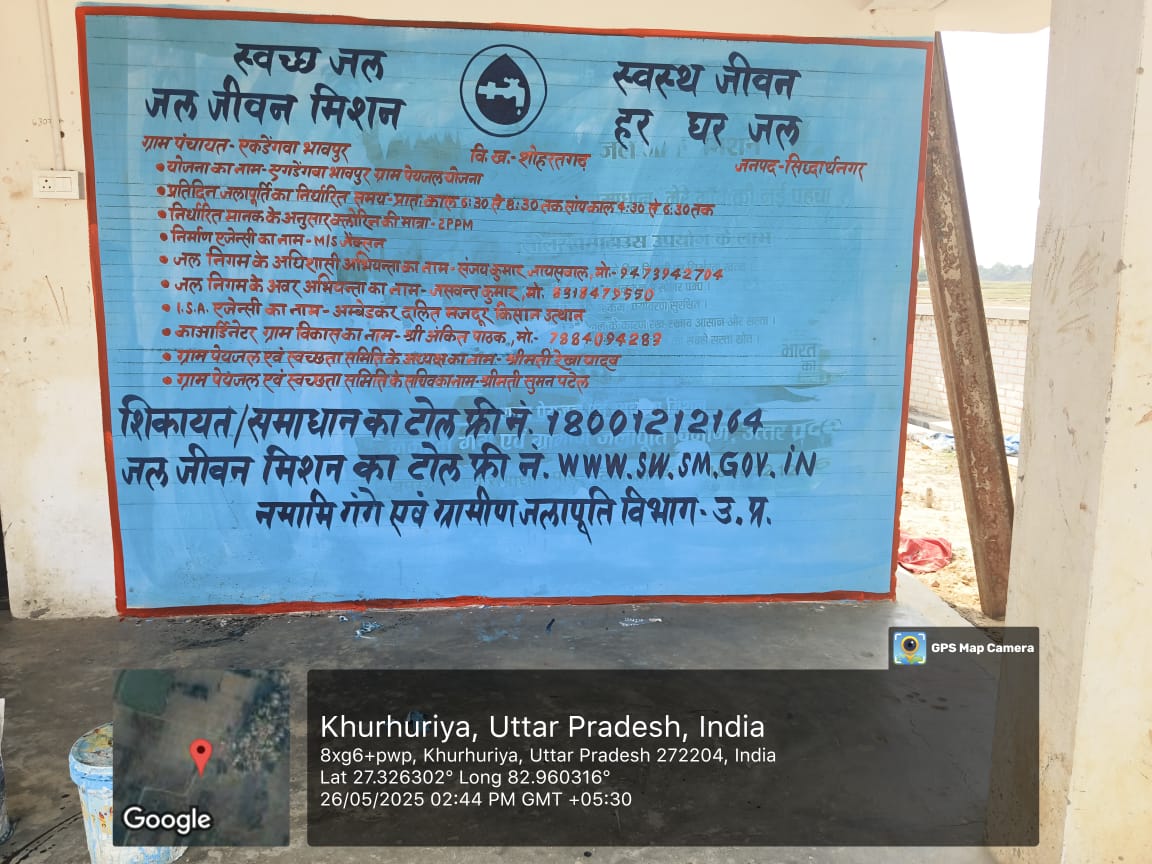 स्वच्छ जल
स्वस्थ जीवन
जल जीवन मिशन
हर घर जल
ग्राम पंचायत- एकडेंगवा भावपुर
वि. ख.- शोहरतगढ़
जनपद- सिध्दार्थनगर
• योजना का नाम- एगडेंगवा भावपुर ग्राम पेयजल योजना
• प्रतिदिन जलापूर्ति का निर्धारित समय- प्रातः काल 6:30 से 8:30 तक सांय काल 4:30 से 6:30 तक
• निर्धारित मानक के अनुसार क्लोरिन की मात्रा - 2PPM
• निर्माण एजेन्सी का नाम - M/S जैक्सन
• जल निगम के अधिशासी अभियन्ता का नाम - संजय कुमार जायसवाल, मो.- 9473942704
• जल निगम के अवर अभियन्ता का नाम - जसवन्त कुमार, मो. 8318479550
• I.S.A. एजेन्सी का नाम- अम्बेडकर दलित मजदूर किसान उत्थान
• काआर्डिनेटर ग्राम विकास का नाम- श्री अंकित पाठक, मो.- 7884094289
• ग्राम पेयजल एवं स्वच्छता समिति के अध्यक्ष का नाम- श्रीमती रेखा यादव
• ग्राम पेयजल एवं स्वच्छता समिति के सचिव का नाम- श्रीमती सुमन पटेल
शिकायत/समाधान का टोल फ्री नं. 18001212164
जल जीवन मिशन का टोल फ्री नं. WWW.SW.SM.GOV.iN
नमामि गंगे एवं ग्रामीण जलापूर्ति विभाग- उ. प्र.
GPS Map Camera
Khurhuriya, Uttar Pradesh, India
8xg6+pwp, Khurhuriya, Uttar Pradesh 272204, India
Lat 27.326302° Long 82.960316°
26/05/2025 02:44 PM GMT +05:30
Google